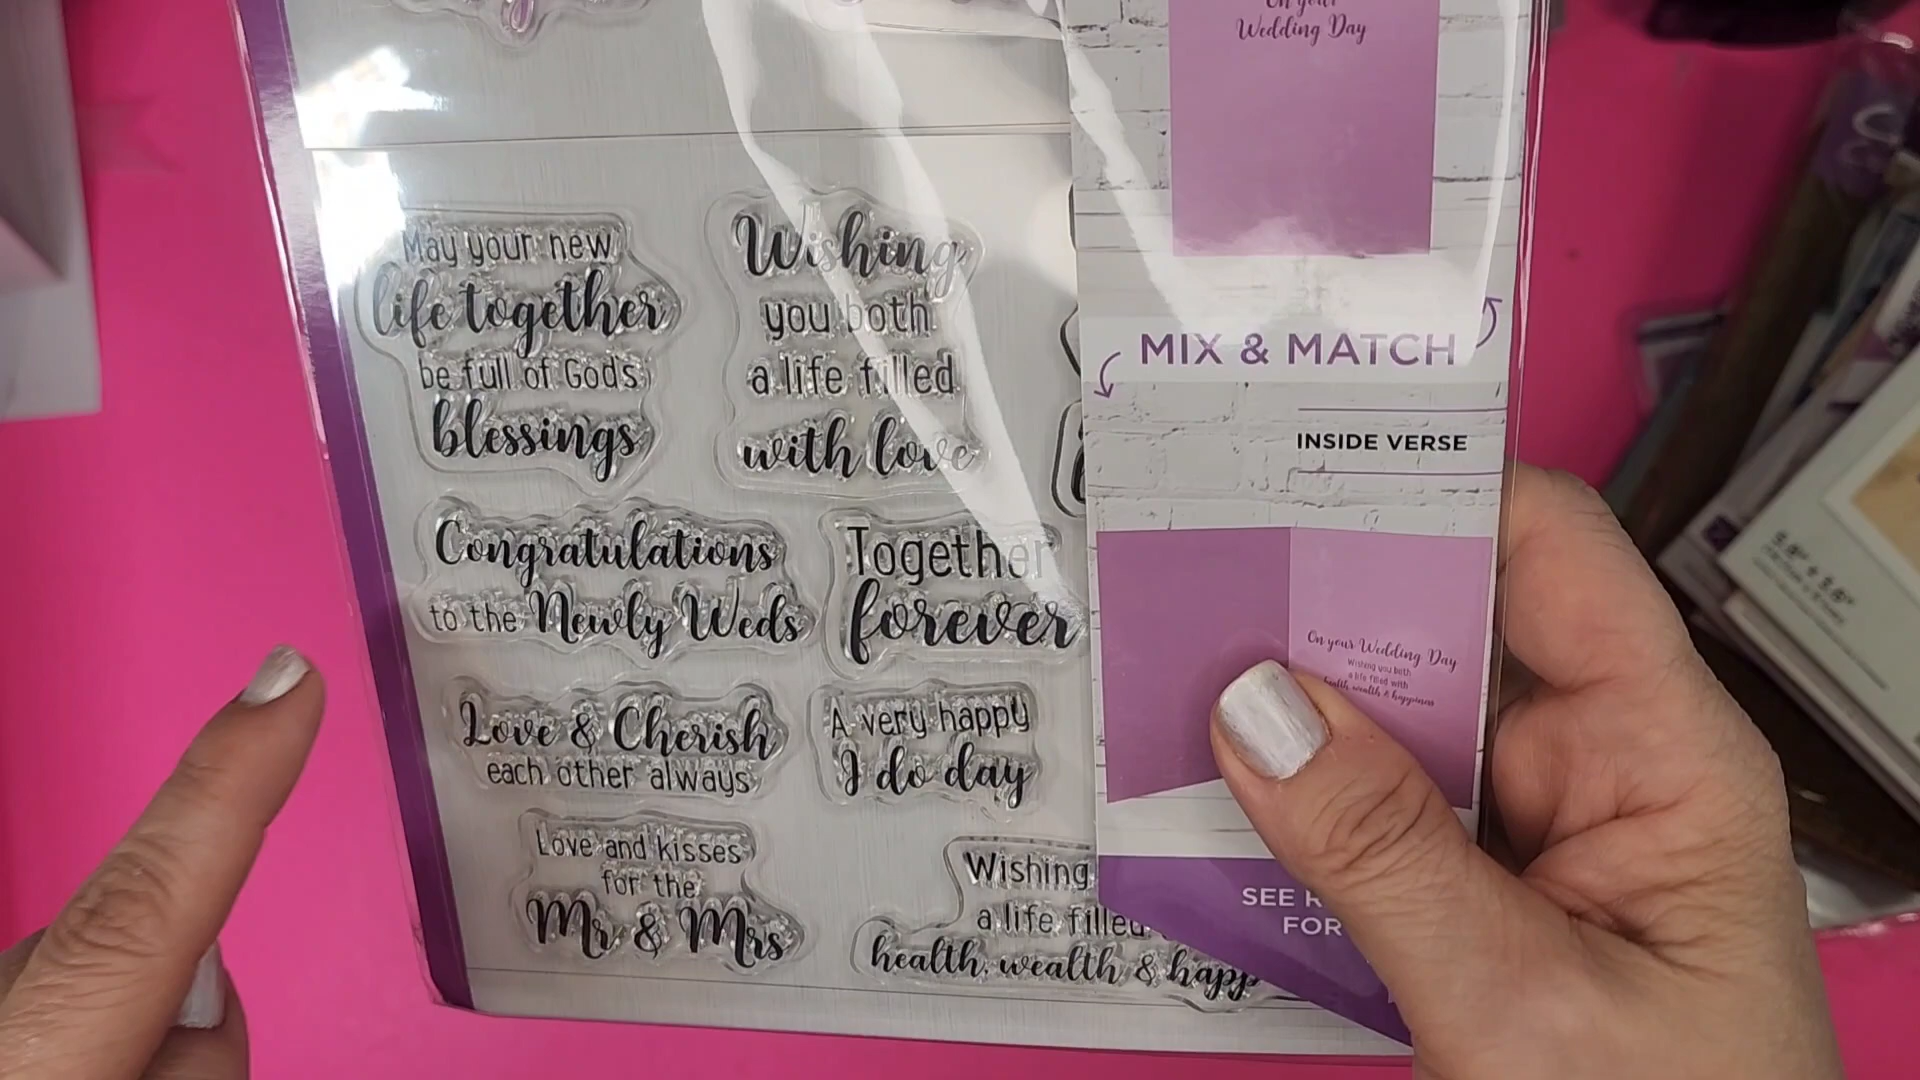 On your
Wedding Day
May your new
life together
be full of God's
blessings
Wishing
you both
a life filled
with love
MIX & MATCH
INSIDE VERSE
Congratulations
to the Newly Weds
Together
forever
On your Wedding Day
Wishing you both
a life filled with
health wealth & happiness
Love & Cherish
each other always
A very happy
I do day
Love and kisses
for the
Mr & Mrs
Wishing
a life filled
health, wealth & happ
SEE
FOR